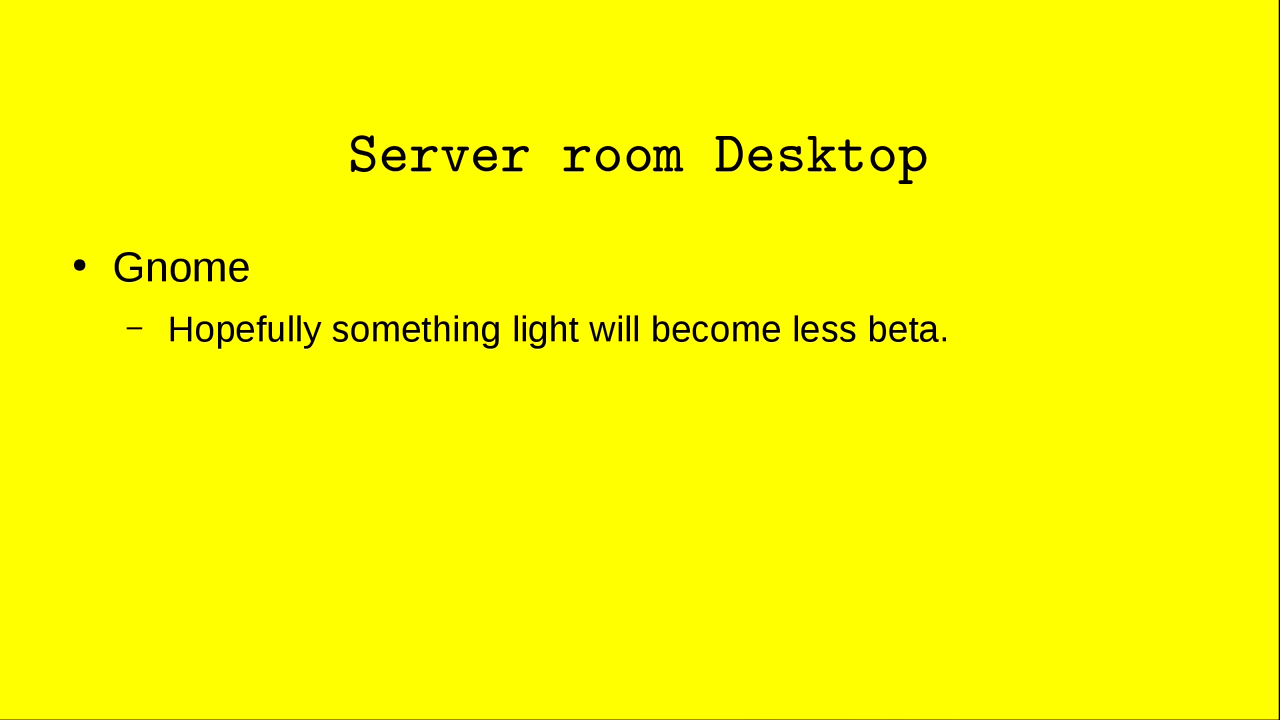 Server room Desktop
• Gnome
– Hopefully something light will become less beta.